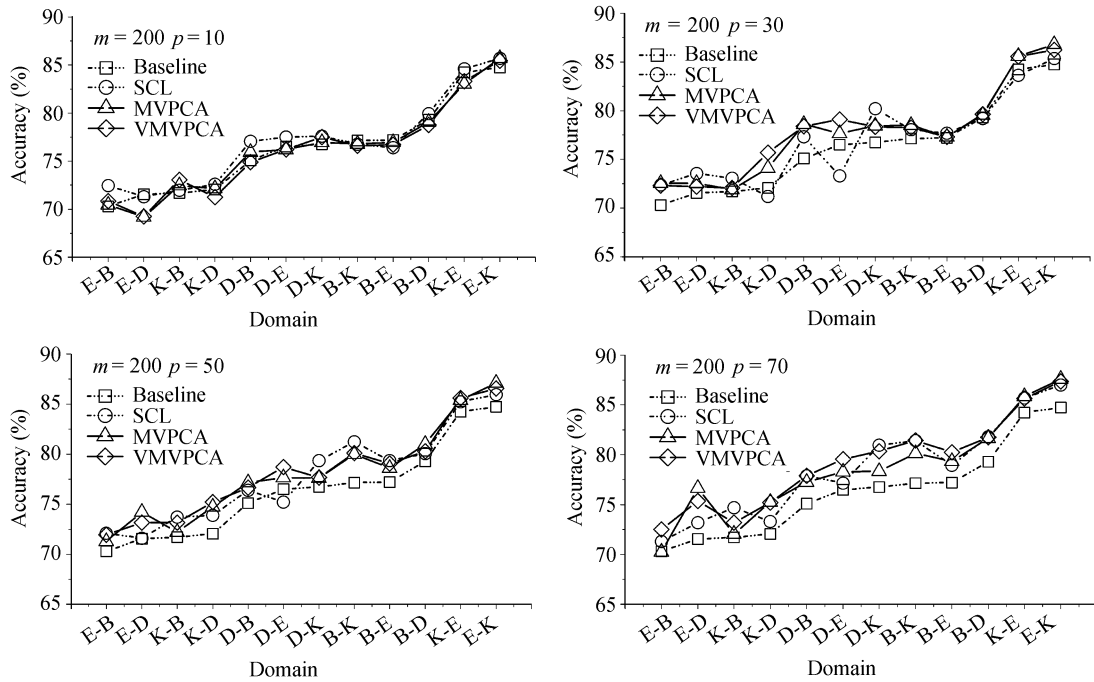 90
85
80
75
70
65
Accuracy (%)
m = 200 p = 10
Baseline
SCL
MVPCA
VMVPCA
E-B
E-D
K-B
K-D
D-B
D-E
D-K
B-K
B-E
B-D
K-E
E-K
Domain
90
85
80
75
70
65
Accuracy (%)
m = 200 p = 30
Baseline
SCL
MVPCA
VMVPCA
E-B
E-D
K-B
K-D
D-B
D-E
D-K
B-K
B-E
B-D
K-E
E-K
Domain
90
85
80
75
70
65
Accuracy (%)
m = 200 p = 50
Baseline
SCL
MVPCA
VMVPCA
E-B
E-D
K-B
K-D
D-B
D-E
D-K
B-K
B-E
B-D
K-E
E-K
Domain
90
85
80
75
70
65
Accuracy (%)
m = 200 p = 70
Baseline
SCL
MVPCA
VMVPCA
E-B
E-D
K-B
K-D
D-B
D-E
D-K
B-K
B-E
B-D
K-E
E-K
Domain